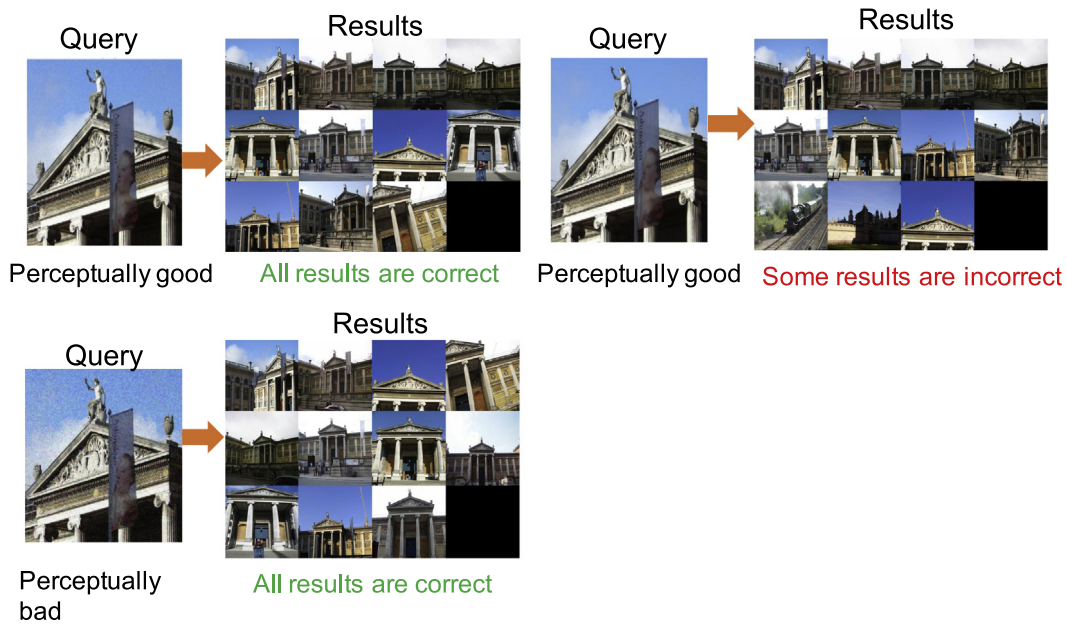 Query
Results
Perceptually good
All results are correct
Query
Results
Perceptually good
Some results are incorrect
Query
Results
Perceptually
bad
All results are correct